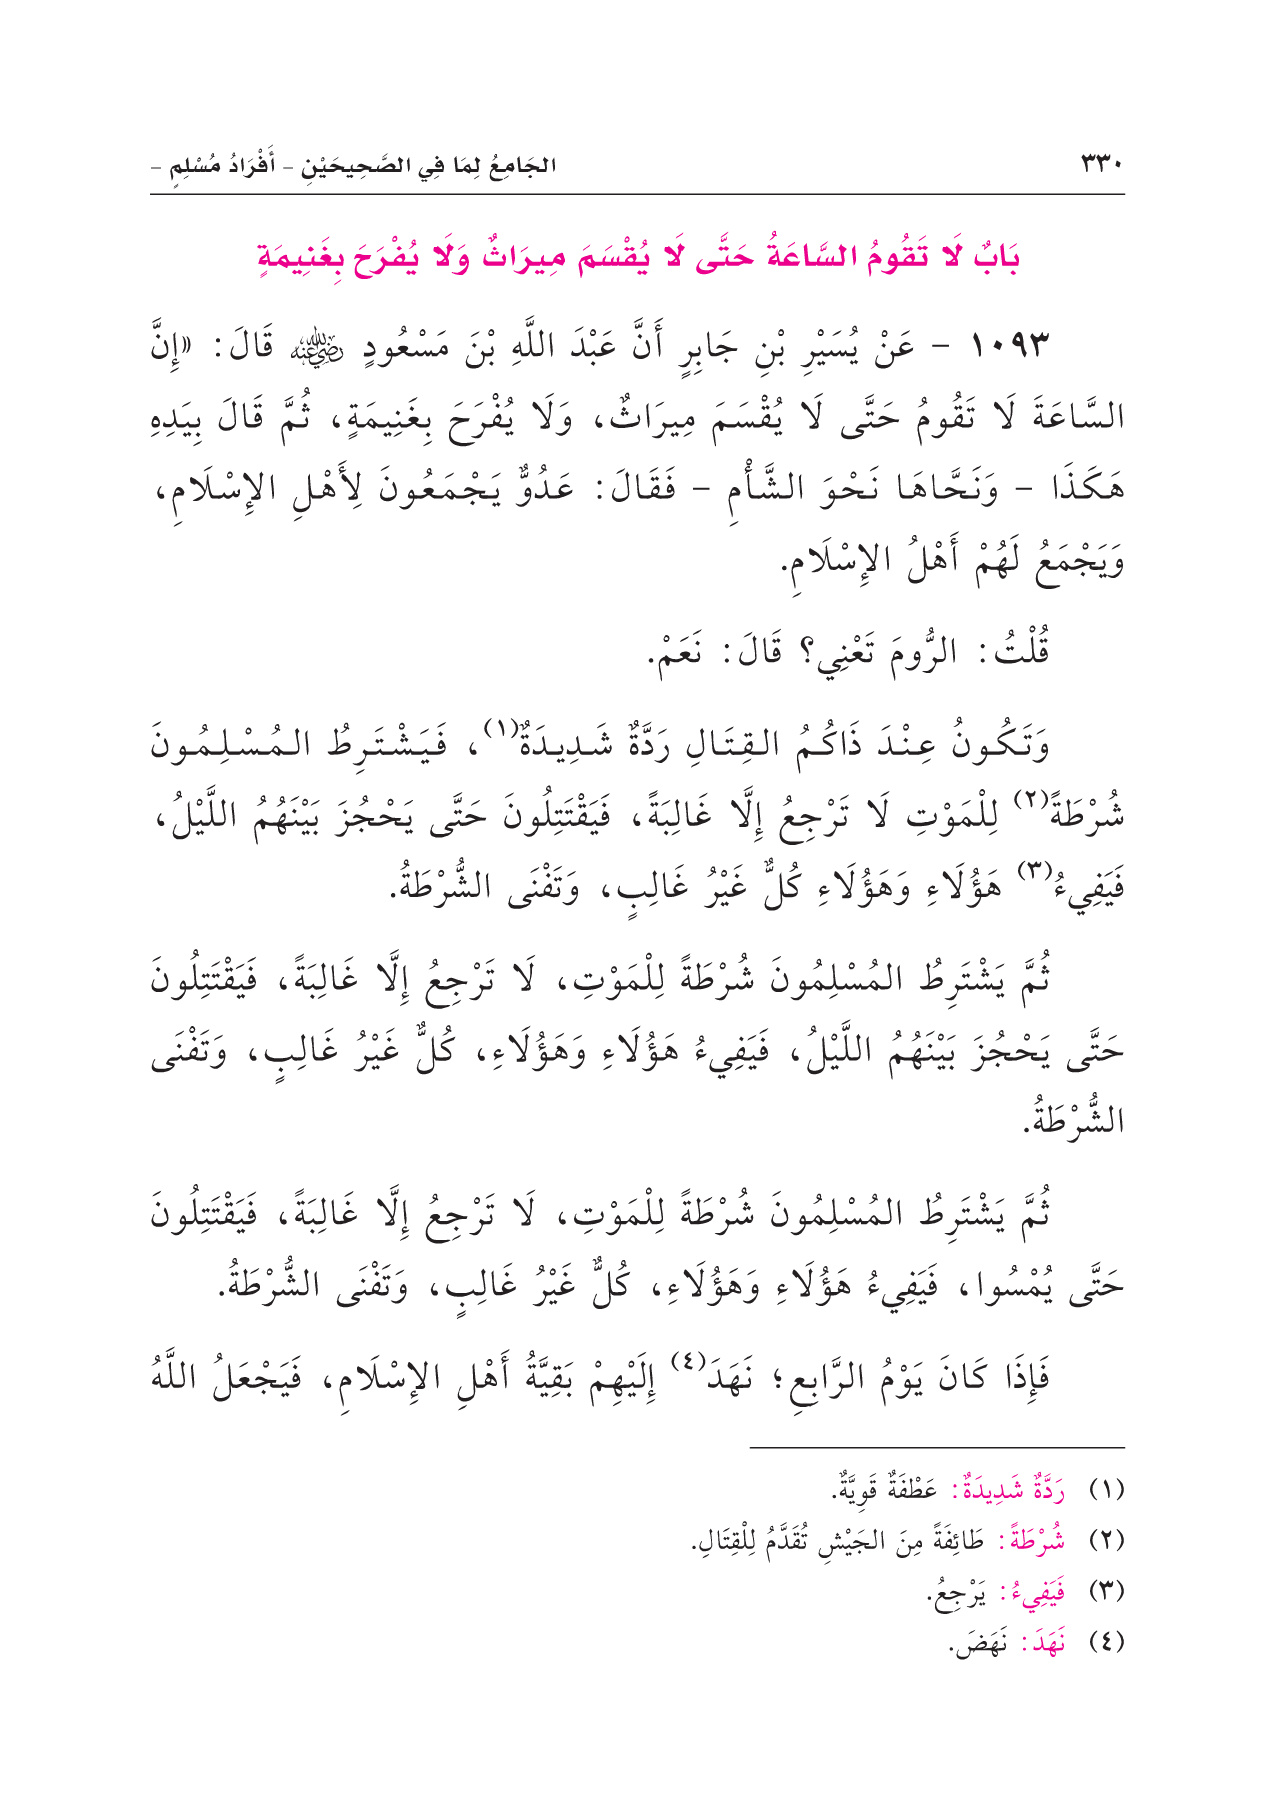 ٣٣٠
الجَامِعُ لِمَا فِي الصَّحِيحَيْنِ – أَفْرَادُ مُسْلِمٍ –
بَابٌ لَا تَقُومُ السَّاعَةُ حَتَّى لَا يُقْسَمَ مِيرَاثٌ وَلَا يُفْرَحَ بِغَنِيمَةٍ
١٠٩٣ – عَنْ يُسَيْرِ بْنِ جَابِرٍ أَنَّ عَبْدَ اللَّهِ بْنَ مَسْعُودٍ رضي الله عنه قَالَ: «إِنَّ
السَّاعَةَ لَا تَقُومُ حَتَّى لَا يُقْسَمَ مِيرَاثٌ، وَلَا يُفْرَحَ بِغَنِيمَةٍ، ثُمَّ قَالَ بِيَدِهِ
هَكَذَا – وَنَحَّاهَا نَحْوَ الشَّأْمِ – فَقَالَ: عَدُوٌّ يَجْمَعُونَ لِأَهْلِ الإِسْلَامِ،
وَيَجْمَعُ لَهُمْ أَهْلُ الإِسْلَامِ.
قُلْتُ: الرُّومَ تَعْنِي؟ قَالَ: نَعَمْ.
وَتَكُونُ عِنْدَ ذَاكُمُ القِتَالِ رَدَّةٌ شَدِيدَةٌ(١)، فَيَشْتَرِطُ المُسْلِمُونَ
شُرْطَةً(٢) لِلْمَوْتِ لَا تَرْجِعُ إِلَّا غَالِبَةً، فَيَقْتَتِلُونَ حَتَّى يَحْجُزَ بَيْنَهُمُ اللَّيْلُ،
فَيَفِيءُ(٣) هَؤُلَاءِ وَهَؤُلَاءِ كُلٌّ غَيْرُ غَالِبٍ، وَتَفْنَى الشُّرْطَةُ.
ثُمَّ يَشْتَرِطُ المُسْلِمُونَ شُرْطَةً لِلْمَوْتِ، لَا تَرْجِعُ إِلَّا غَالِبَةً، فَيَقْتَتِلُونَ
حَتَّى يَحْجُزَ بَيْنَهُمُ اللَّيْلُ، فَيَفِيءُ هَؤُلَاءِ وَهَؤُلَاءِ، كُلٌّ غَيْرُ غَالِبٍ، وَتَفْنَى
الشُّرْطَةُ.
ثُمَّ يَشْتَرِطُ المُسْلِمُونَ شُرْطَةً لِلْمَوْتِ، لَا تَرْجِعُ إِلَّا غَالِبَةً، فَيَقْتَتِلُونَ
حَتَّى يُمْسُوا، فَيَفِيءُ هَؤُلَاءِ وَهَؤُلَاءِ، كُلٌّ غَيْرُ غَالِبٍ، وَتَفْنَى الشُّرْطَةُ.
فَإِذَا كَانَ يَوْمُ الرَّابِعِ؛ نَهَدَ(٤) إِلَيْهِمْ بَقِيَّةُ أَهْلِ الإِسْلَامِ، فَيَجْعَلُ اللَّهُ
(١) رَدَّةٌ شَدِيدَةٌ: عَطْفَةٌ قَوِيَّةٌ.
(٢) شُرْطَةً: طَائِفَةً مِنَ الجَيْشِ تُقَدَّمُ لِلْقِتَالِ.
(٣) فَيَفِيءُ: يَرْجِعُ.
(٤) نَهَدَ: نَهَضَ.